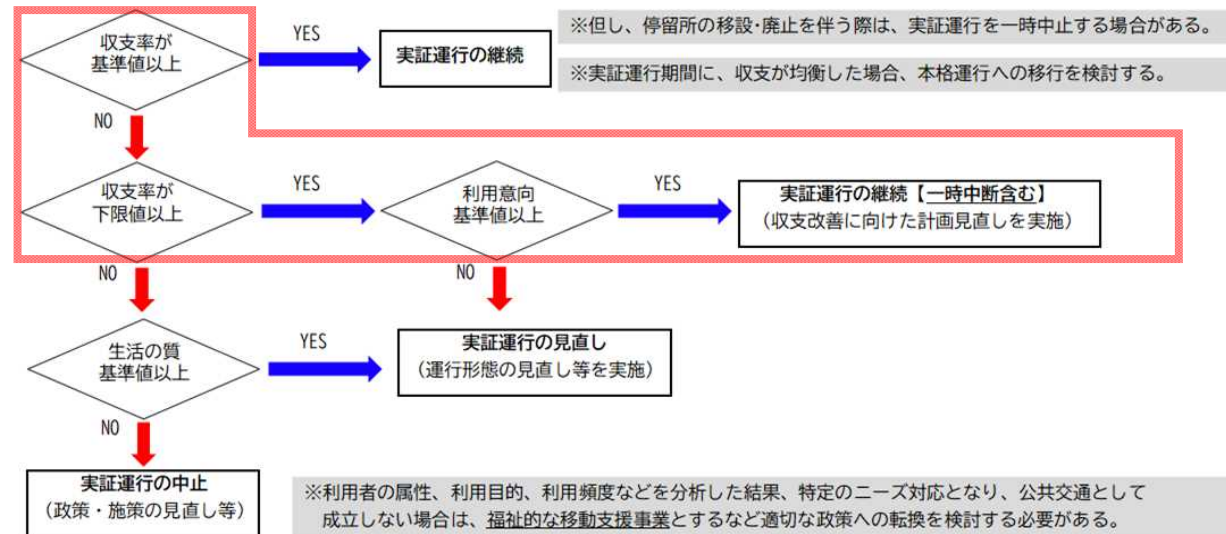 収支率が
基準値以上
YES
実証運行の継続
※但し、停留所の移設・廃止を伴う際は、実証運行を一時中止する場合がある。
※実証運行期間に、収支が均衡した場合、本格運行への移行を検討する。
NO
収支率が
下限値以上
YES
利用意向
基準値以上
YES
実証運行の継続【一時中断含む】
（収支改善に向けた計画見直しを実施）
NO
NO
生活の質
基準値以上
YES
実証運行の見直し
（運行形態の見直し等を実施）
NO
実証運行の中止
（政策・施策の見直し等）
※利用者の属性、利用目的、利用頻度などを分析した結果、特定のニーズ対応となり、公共交通として
成立しない場合は、福祉的な移動支援事業とするなど適切な政策への転換を検討する必要がある。